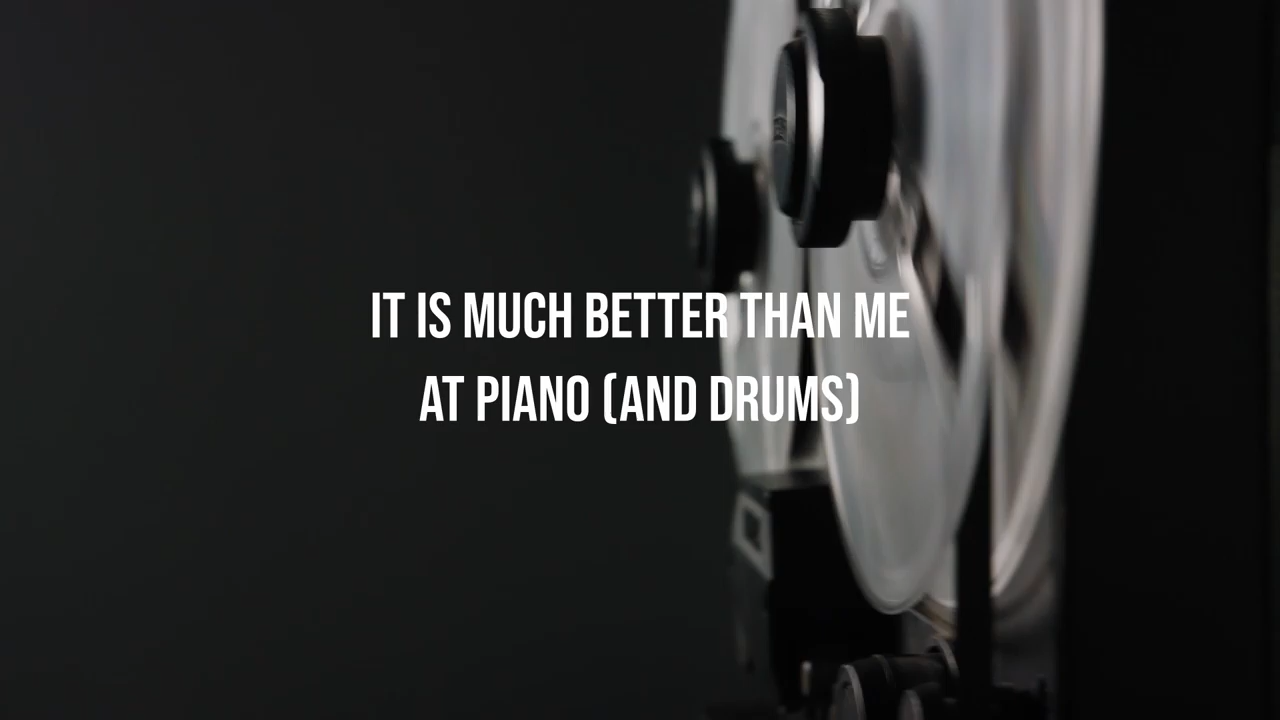 IT IS MUCH BETTER THAN ME
AT PIANO (AND DRUMS)